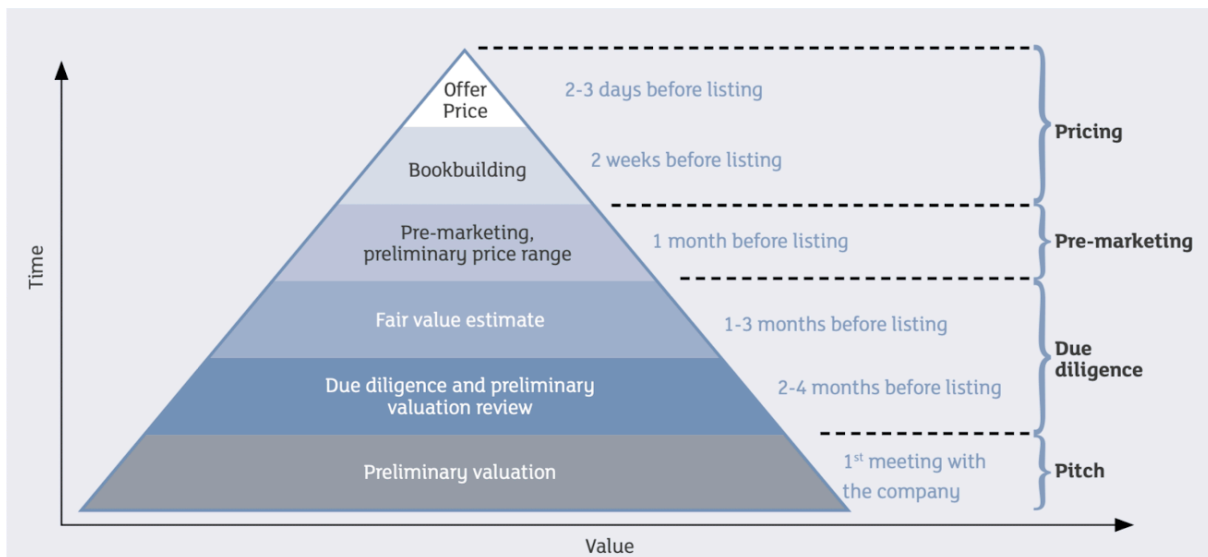 Offer
Price
2-3 days before listing
Pricing
Bookbuilding
2 weeks before listing
Pre-marketing,
preliminary price range
1 month before listing
Pre-marketing
Time
Fair value estimate
1-3 months before listing
Due
diligence
Due diligence and preliminary
valuation review
2-4 months before listing
Preliminary valuation
1st meeting with
the company
Pitch
Value